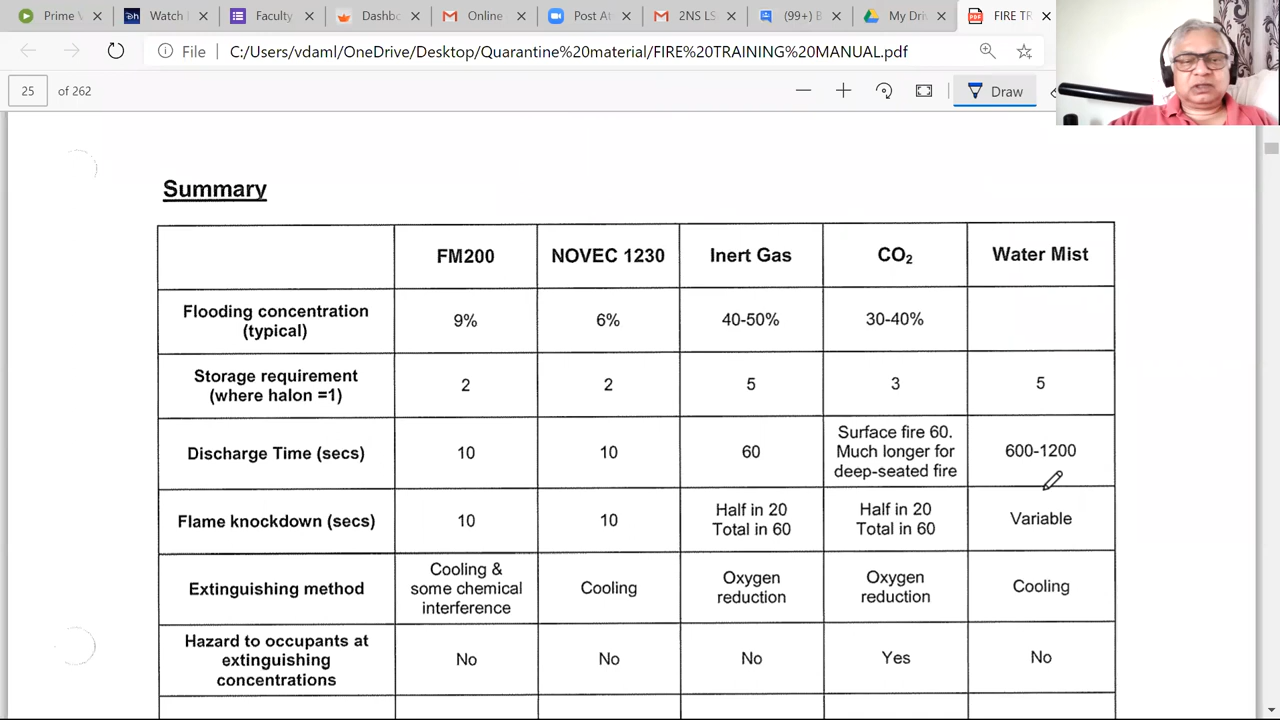 Prime V
Watch
Faculty
Feed
Dashbo
Online
Post At
2NS S
(99+)
My Driv
FIRE TR
File C:/Users/vdaml/OneDrive/Desktop/Quarantine%20material/FIRE%20TRAINING%20MANUAL.pdf
25 of 262 Draw
Summary
FM200 NOVEC 1230 Inert Gas CO₂ Water Mist
Flooding concentration
(typical)
9% 6% 40-50% 30-40%
Storage requirement
(where halon =1)
2 2 5 3 5
Discharge Time (secs)
10 10 60
Surface fire 60.
Much longer for
deep-seated fire
600-1200
Flame knockdown (secs)
10 10
Half in 20
Total in 60
Half in 20
Total in 60
Variable
Extinguishing method
Cooling &
some chemical
interference
Cooling
Oxygen
reduction
Oxygen
reduction
Cooling
Hazard to occupants at
extinguishing
concentrations
No No No Yes No